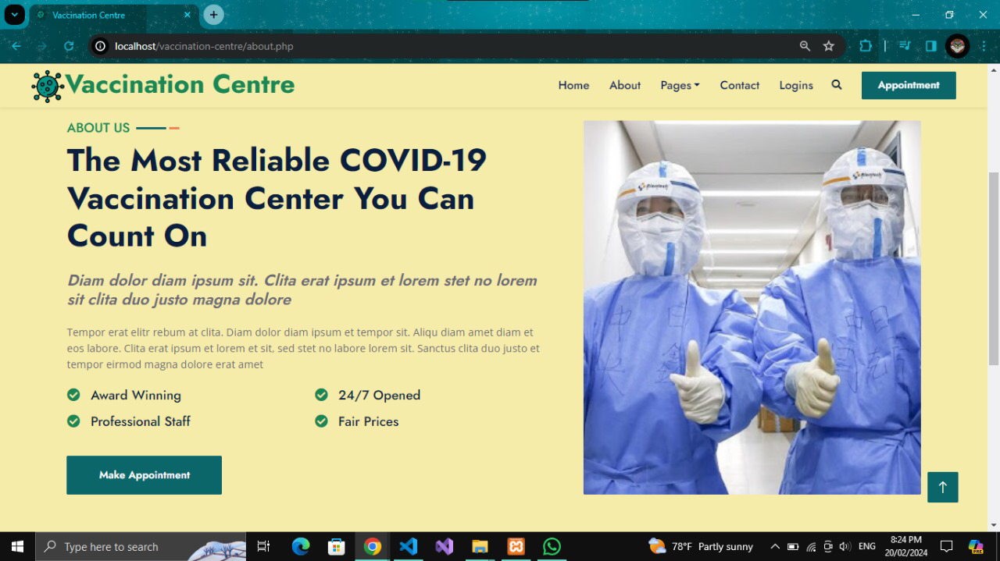 Vaccination Centre
localhost/vaccination-centre/about.php
Vaccination Centre
Home About Pages Contact Logins Appointment
ABOUT US
The Most Reliable COVID-19
Vaccination Center You Can
Count On
Diam dolor diam ipsum sit. Clita erat ipsum et lorem stet no lorem
sit clita duo justo magna dolore
Tempor erat elitr rebum at clita. Diam dolor diam ipsum et tempor sit. Aliqu diam amet diam et
eos labore. Clita erat ipsum et lorem et sit, sed stet no labore lorem sit. Sanctus clita duo justo et
tempor eirmod magna dolore erat amet
Award Winning 24/7 Opened
Professional Staff Fair Prices
Make Appointment
Type here to search
78°F Partly sunny
ENG
8:24 PM
20/02/2024
PRE